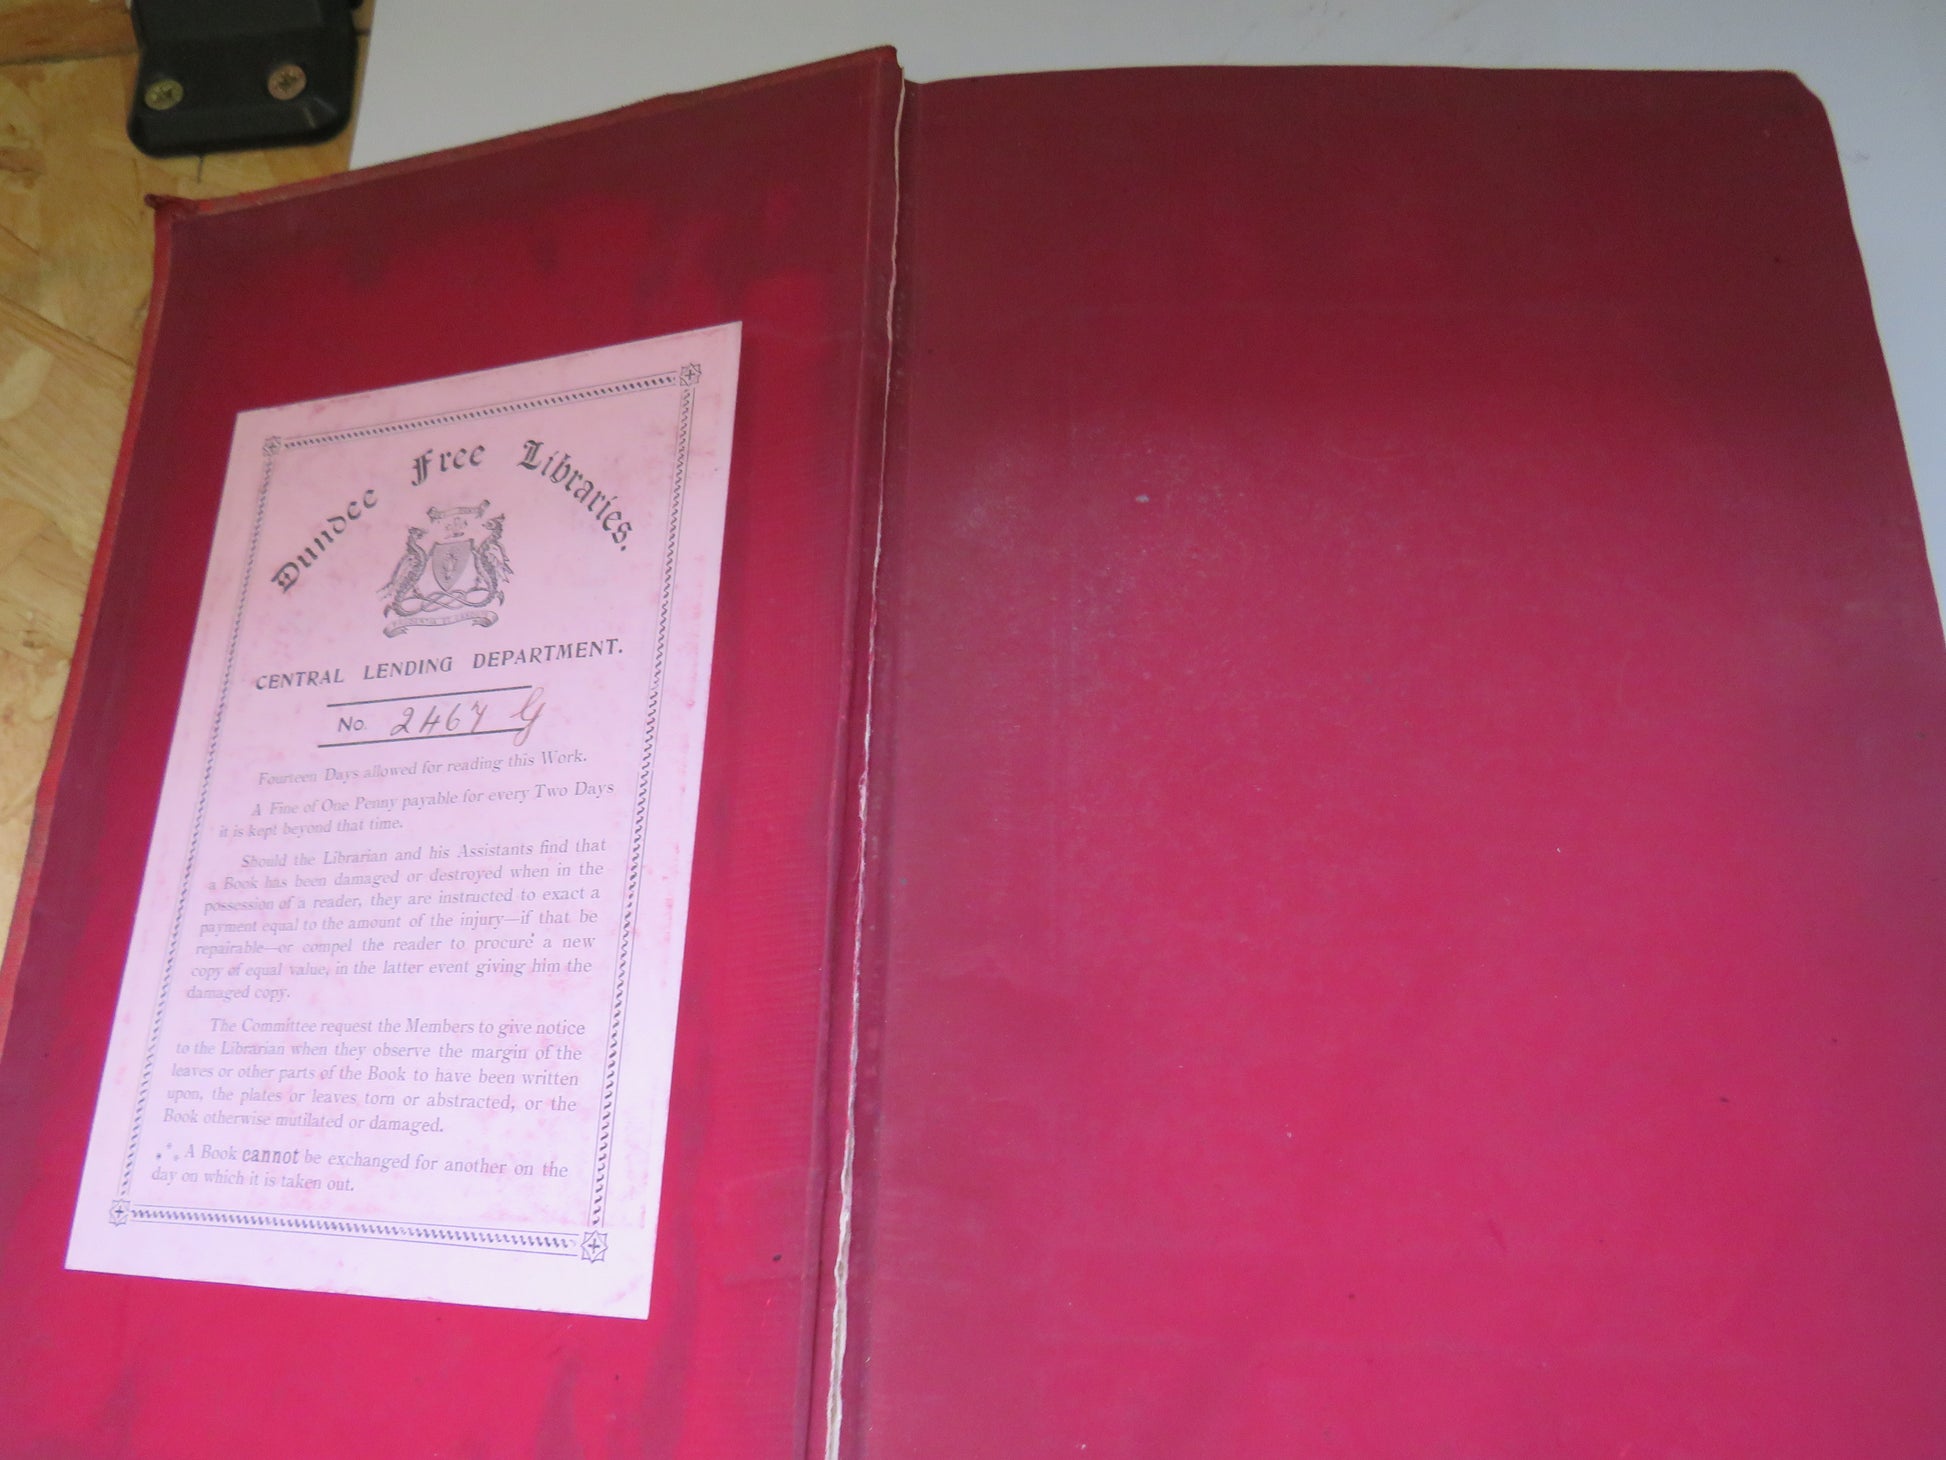 Dundee Free Libraries.
CENTRAL LENDING DEPARTMENT.
No. 2467 G
Fourteen Days allowed for reading this Work.
A Fine of One Penny payable for every Two Days
it is kept beyond that time.
Should the Librarian and his Assistants find that
a Book has been damaged or destroyed when in the
possession of a reader, they are instructed to exact a
payment equal to the amount of the injury—if that be
repairable—or compel the reader to procure a new
copy of equal value, in the latter event giving him the
damaged copy.
The Committee request the Members to give notice
to the Librarian when they observe the margin of the
leaves or other parts of the Book to have been written
upon, the plates or leaves torn or abstracted, or the
Book otherwise mutilated or damaged.
*** A Book cannot be exchanged for another on the
day on which it is taken out.